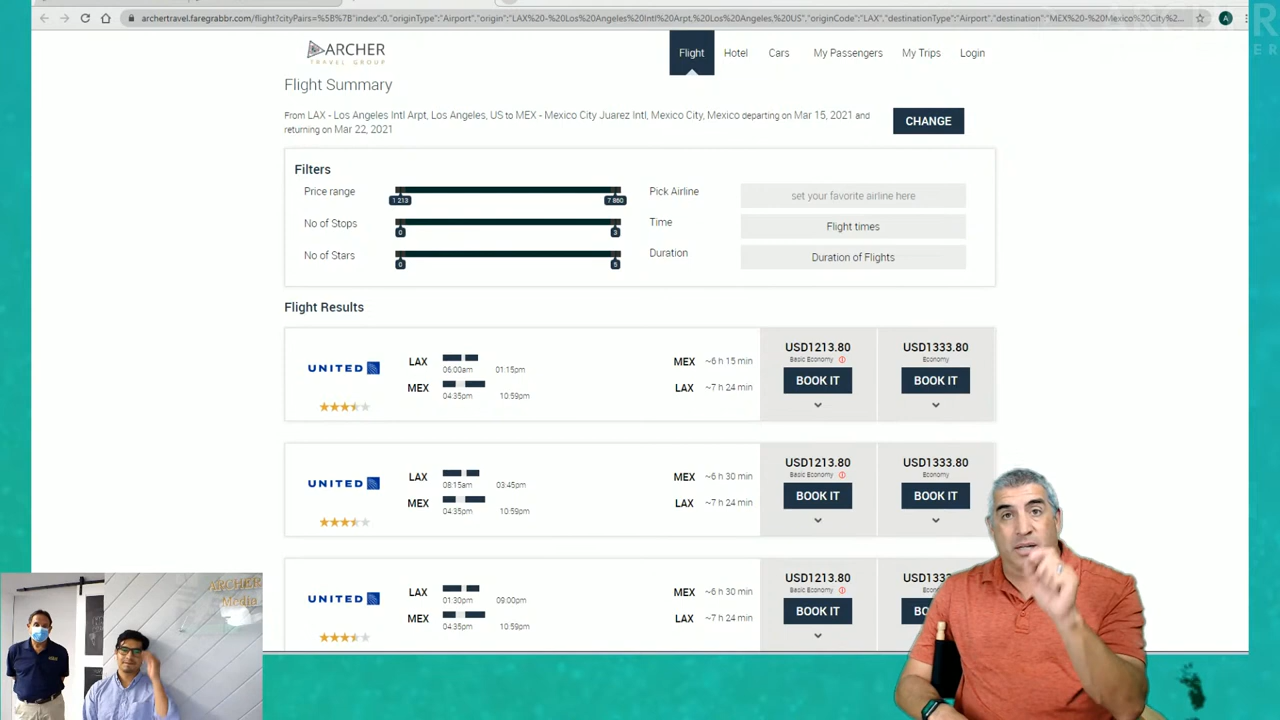 archertravel.faregrabbr.com/flight?cityPairs=%5B%7B"index":0,"originType":"Airport","origin":"LAX%20-%20Los%20Angeles%20Intl%20Arpt,%20Los%20Angeles,%20US","originCode":"LAX","destinationType":"Airport","destination":"MEX%20-%20Mexico%20City%2...
A
ARCHER
TRAVEL GROUP
Flight
Hotel
Cars
My Passengers
My Trips
Login
Flight Summary
From LAX - Los Angeles Intl Arpt, Los Angeles, US to MEX - Mexico City Juarez Intl, Mexico City, Mexico departing on Mar 15, 2021 and
returning on Mar 22, 2021
CHANGE
Filters
Price range
1 213
7 860
Pick Airline
set your favorite airline here
No of Stops
0
3
Time
Flight times
No of Stars
0
5
Duration
Duration of Flights
Flight Results
UNITED
LAX
06:00am
01:15pm
MEX
~6 h 15 min
MEX
04:35pm
10:59pm
LAX
~7 h 24 min
USD1213.80
Basic Economy
BOOK IT
USD1333.80
Economy
BOOK IT
UNITED
LAX
08:15am
03:45pm
MEX
~6 h 30 min
MEX
04:35pm
10:59pm
LAX
~7 h 24 min
USD1213.80
Basic Economy
BOOK IT
USD1333.80
Economy
BOOK IT
UNITED
LAX
01:30pm
09:00pm
MEX
~6 h 30 min
MEX
04:35pm
10:59pm
LAX
~7 h 24 min
USD1213.80
Basic Economy
BOOK IT
ARCHER
Media